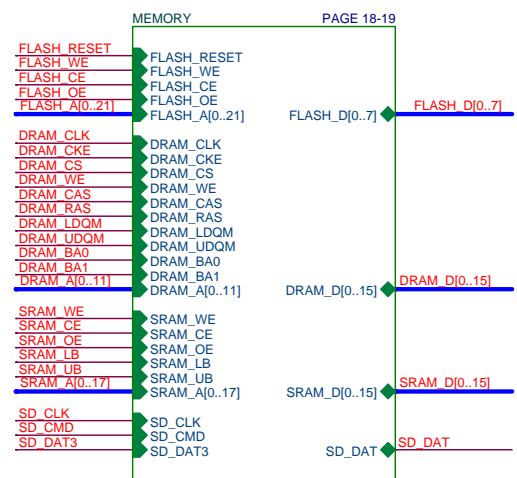 MEMORY PAGE 18-19
FLASH_RESET FLASH_RESET
FLASH_WE FLASH_WE
FLASH_CE FLASH_CE
FLASH_OE FLASH_OE
FLASH_A[0..21] FLASH_A[0..21] FLASH_D[0..7] FLASH_D[0..7]
DRAM_CLK DRAM_CLK
DRAM_CKE DRAM_CKE
DRAM_CS DRAM_CS
DRAM_WE DRAM_WE
DRAM_CAS DRAM_CAS
DRAM_RAS DRAM_RAS
DRAM_LDQM DRAM_LDQM
DRAM_UDQM DRAM_UDQM
DRAM_BA0 DRAM_BA0
DRAM_BA1 DRAM_BA1
DRAM_A[0..11] DRAM_A[0..11] DRAM_D[0..15] DRAM_D[0..15]
SRAM_WE SRAM_WE
SRAM_CE SRAM_CE
SRAM_OE SRAM_OE
SRAM_LB SRAM_LB
SRAM_UB SRAM_UB
SRAM_A[0..17] SRAM_A[0..17] SRAM_D[0..15] SRAM_D[0..15]
SD_CLK SD_CLK
SD_CMD SD_CMD
SD_DAT3 SD_DAT3 SD_DAT SD_DAT